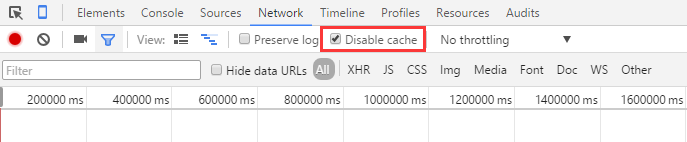 Elements Console Sources Network Timeline Profiles Resources Audits
View: Preserve log Disable cache No throttling
Filter Hide data URLs All XHR JS CSS Img Media Font Doc WS Other
200000 ms 400000 ms 600000 ms 800000 ms 1000000 ms 1200000 ms 1400000 ms 1600000 ms